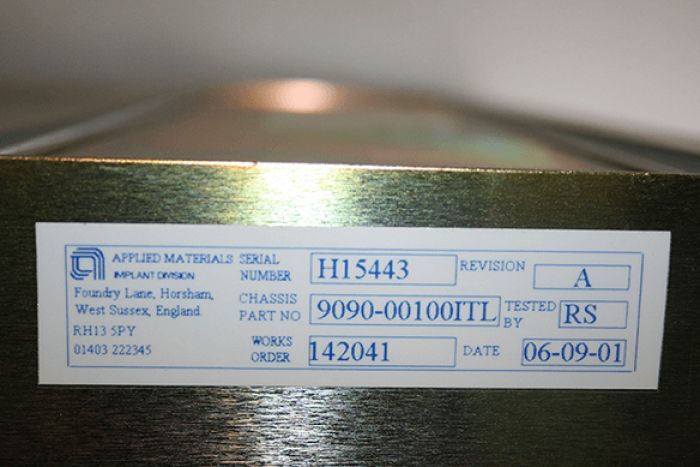 APPLIED MATERIALS
IMPLANT DIVISION
Foundry Lane, Horsham,
West Sussex, England.
RH13 5PY
01403 222345
SERIAL NUMBER H15443
REVISION A
CHASSIS PART NO 9090-00100ITL
TESTED BY RS
WORKS ORDER 142041
DATE 06-09-01